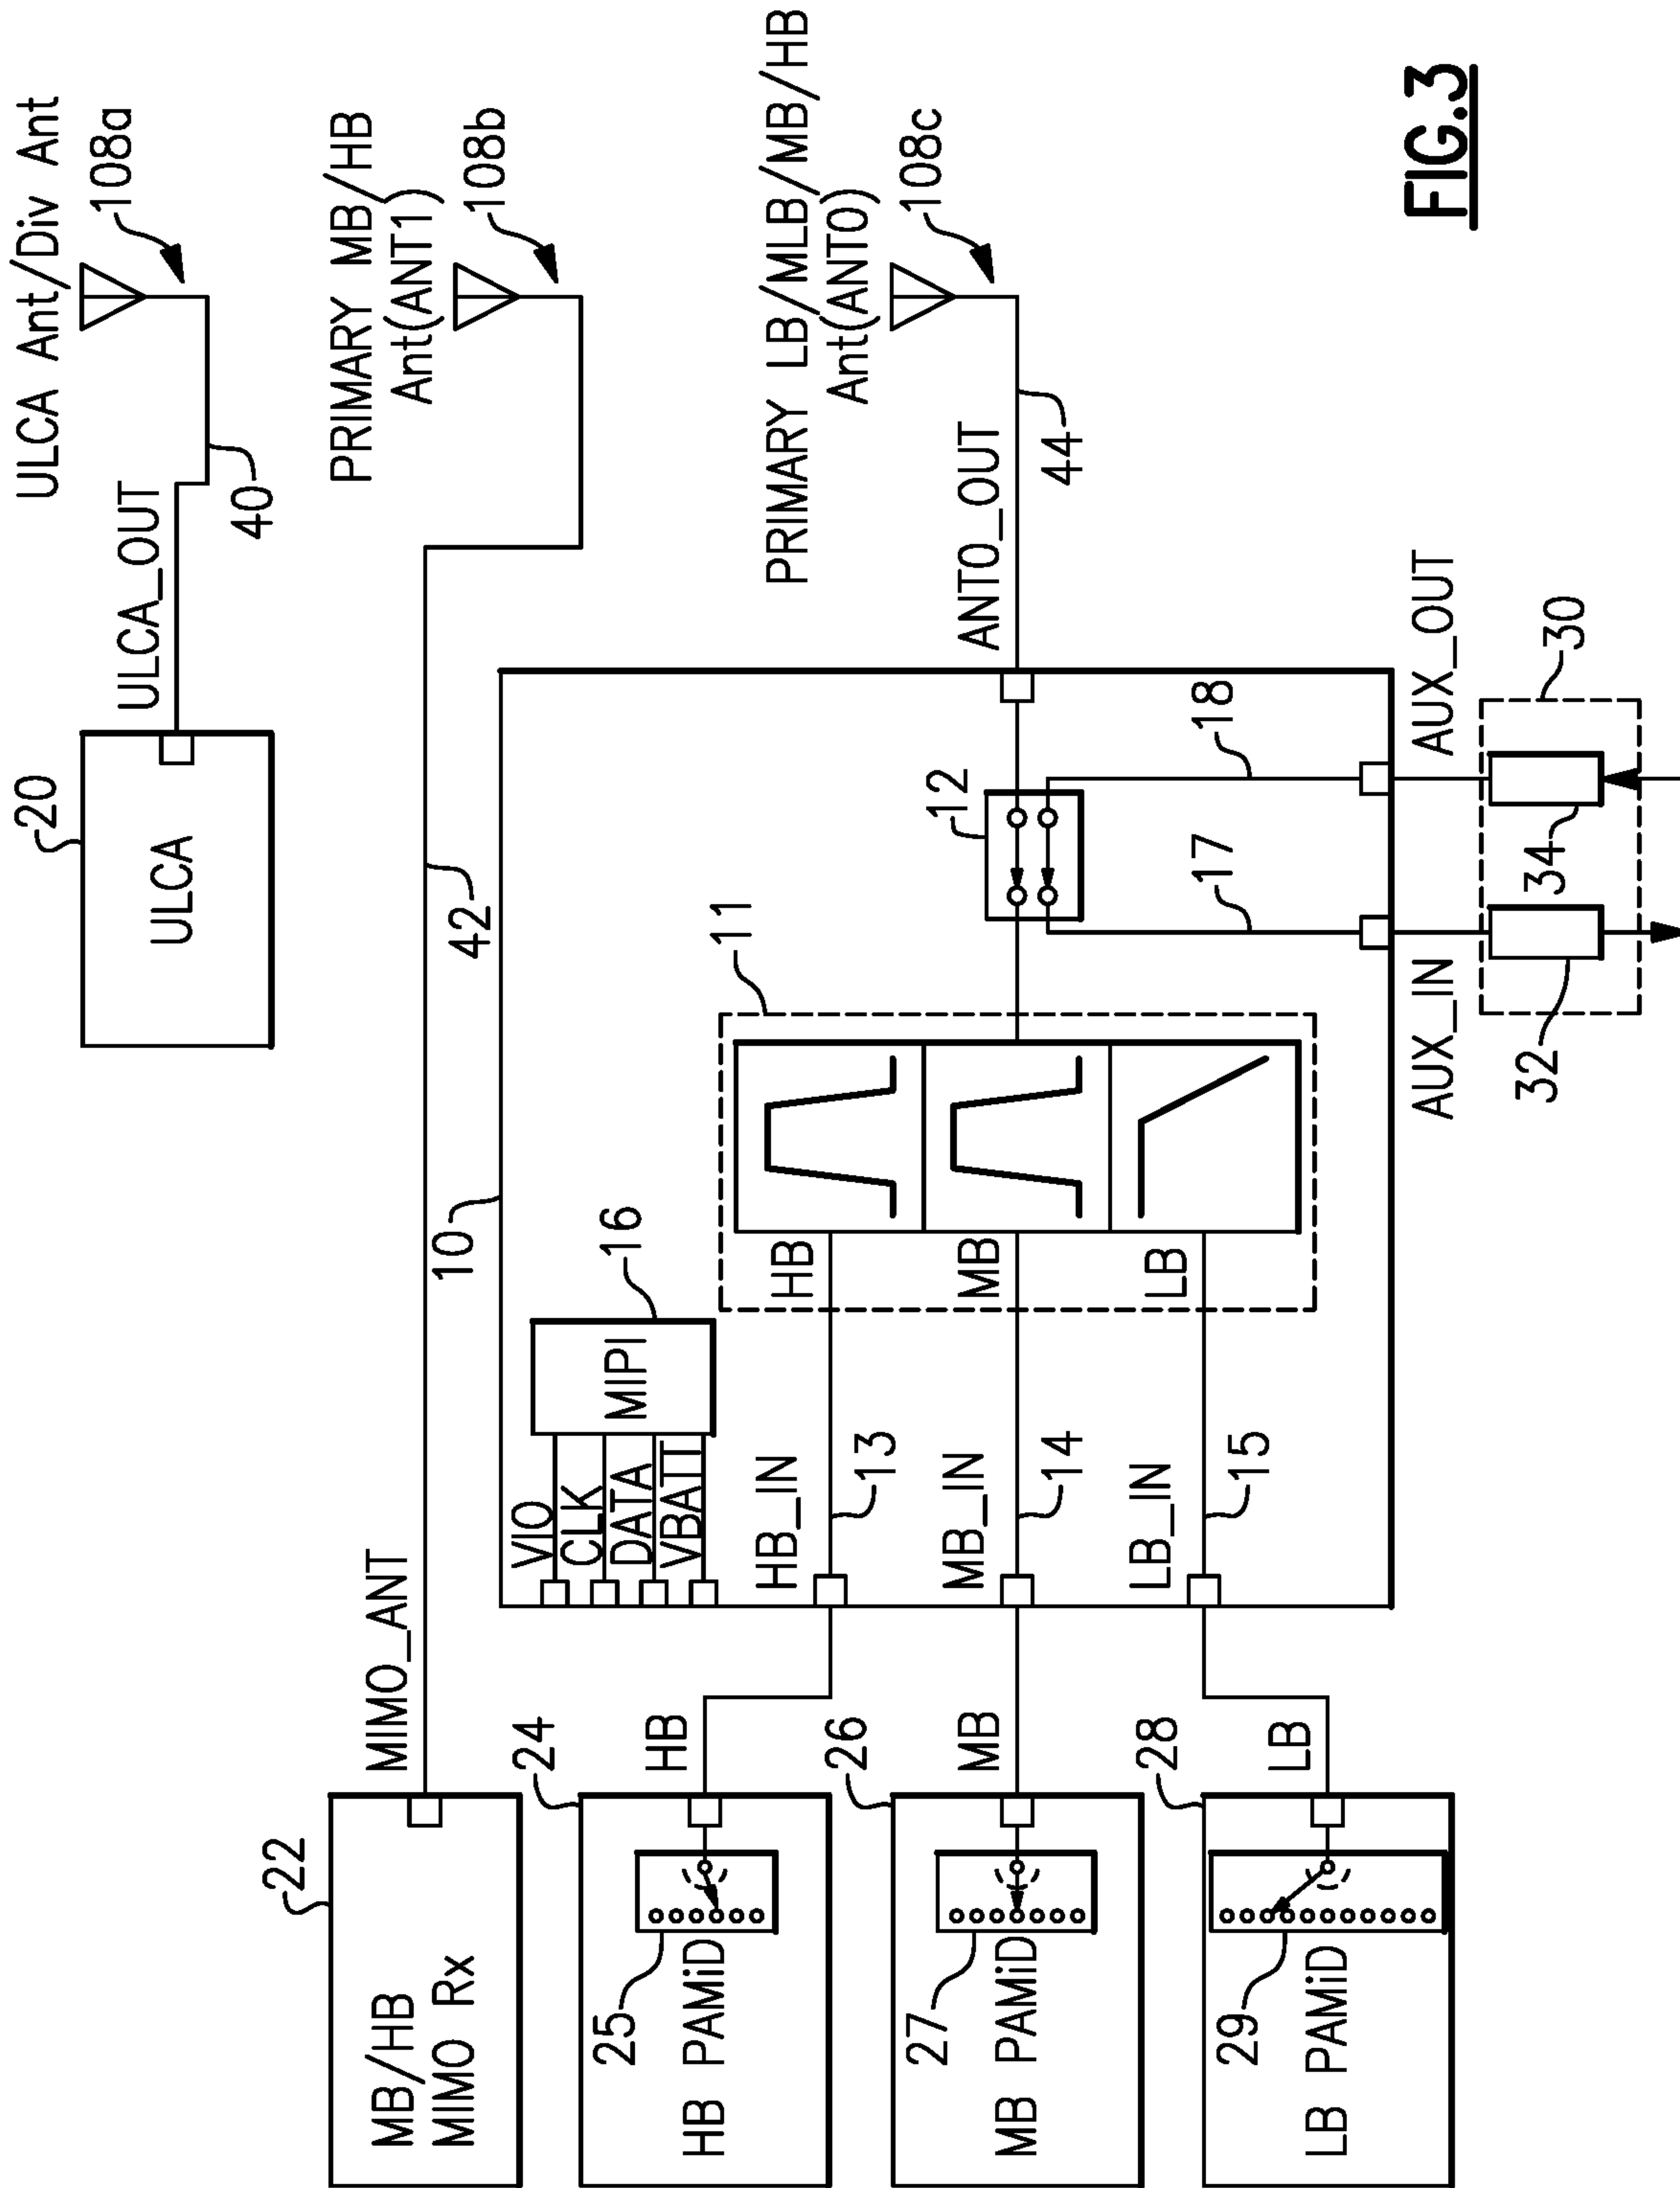 ULCA Ant/Div Ant
108a
20
ULCA
ULCA_OUT
40
PRIMARY MB/HB
Ant(ANT1)
108b
22
MB/HB
MIMO Rx
MIMO_ANT
42
10
VIO
CLK
DATA
VBATT
MIPI
16
24
HB PAMiD
25
HB
HB_IN
13
HB
11
26
MB PAMiD
27
MB
MB_IN
14
MB
28
LB PAMiD
29
LB
LB_IN
15
LB
12
PRIMARY LB/MLB/MB/HB
Ant(ANT0)
108c
ANT0_OUT
44
17
18
AUX_IN
AUX_OUT
32
34
30
FIG.3